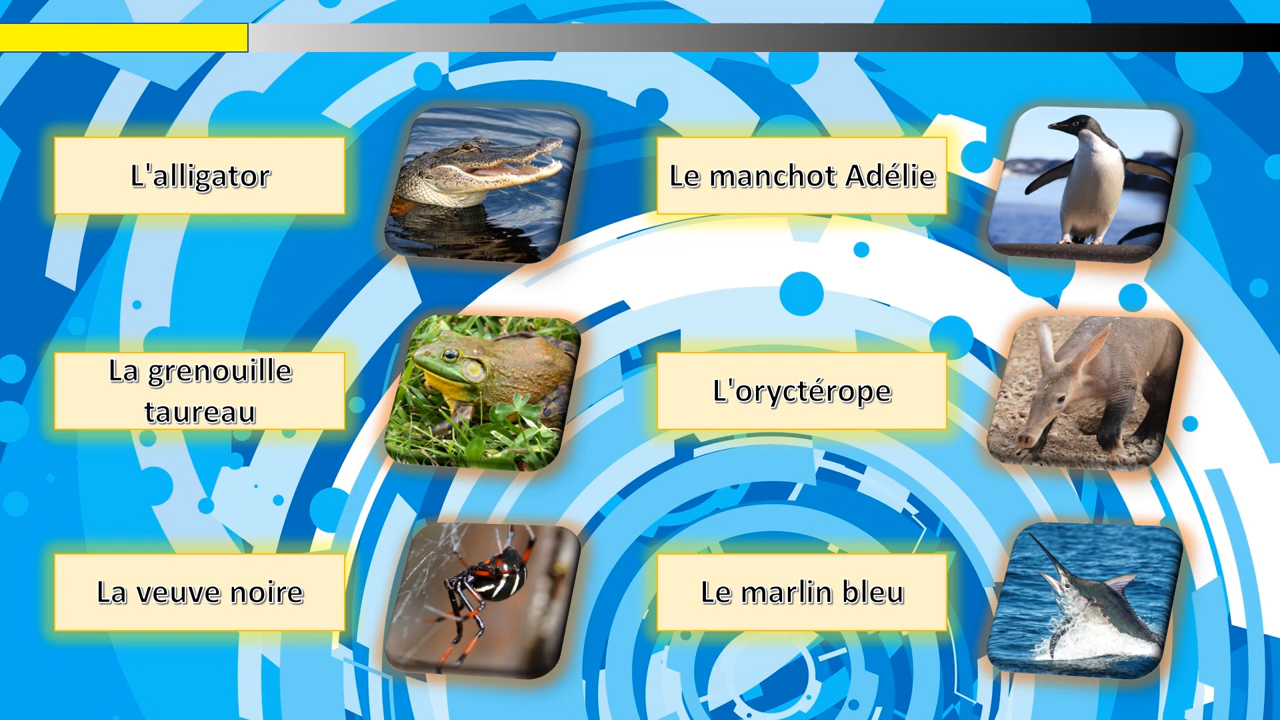 L'alligator
Le manchot Adélie
La grenouille
taureau
L'oryctérope
La veuve noire
Le marlin bleu